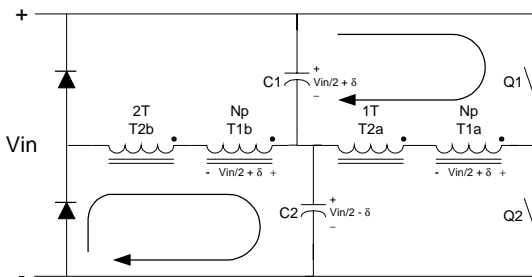 +
+
C1
Vin/2 + δ
–
Q1
2T
T2b
Np
T1b
1T
T2a
Np
T1a
Vin
- Vin/2 + δ +
- Vin/2 + δ +
+
C2
Vin/2 - δ
–
Q2
-